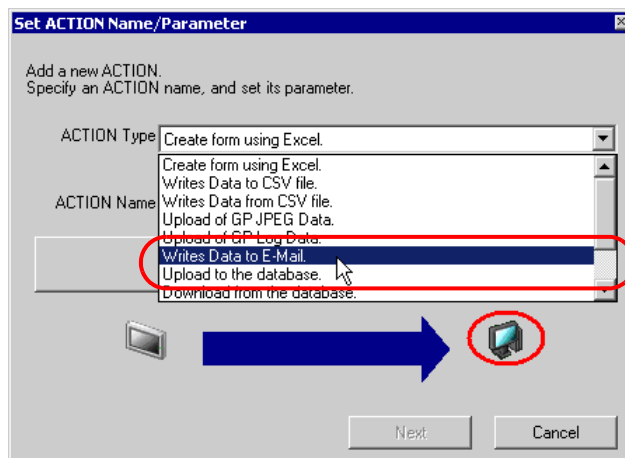 Set ACTION Name/Parameter
Add a new ACTION.
Specify an ACTION name, and set its parameter.
ACTION Type
Create form using Excel.
Create form using Excel.
Writes Data to CSV file.
ACTION Name
Writes Data from CSV file.
Upload of GP JPEG Data.
Upload of GP Log Data.
Writes Data to E-Mail.
Upload to the database.
Download from the database.
Next
Cancel